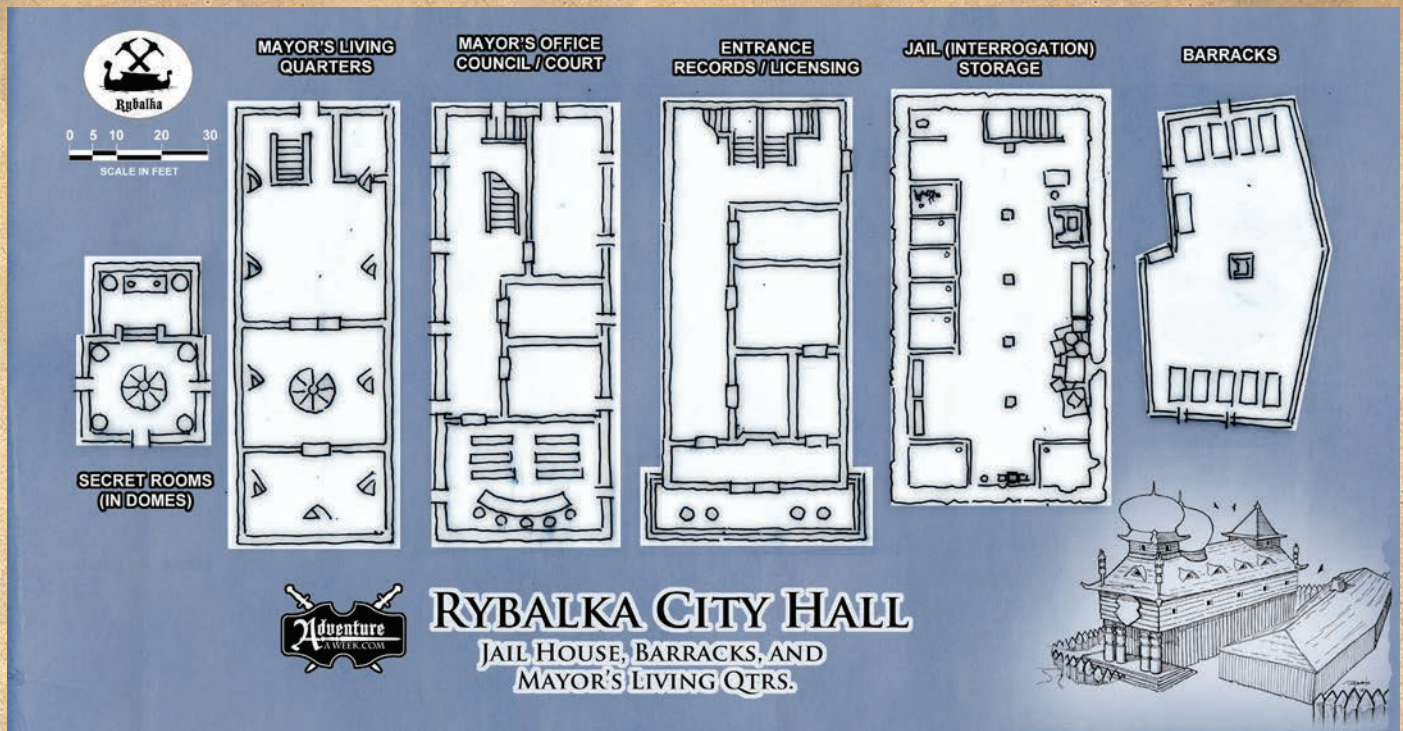 Rybalka
0 5 10 20 30
SCALE IN FEET
MAYOR'S LIVING
QUARTERS
MAYOR'S OFFICE
COUNCIL / COURT
ENTRANCE
RECORDS / LICENSING
JAIL (INTERROGATION)
STORAGE
BARRACKS
SECRET ROOMS
(IN DOMES)
Adventure
A WEEK.COM
RYBALKA CITY HALL
JAIL HOUSE, BARRACKS, AND
MAYOR'S LIVING QTRS.